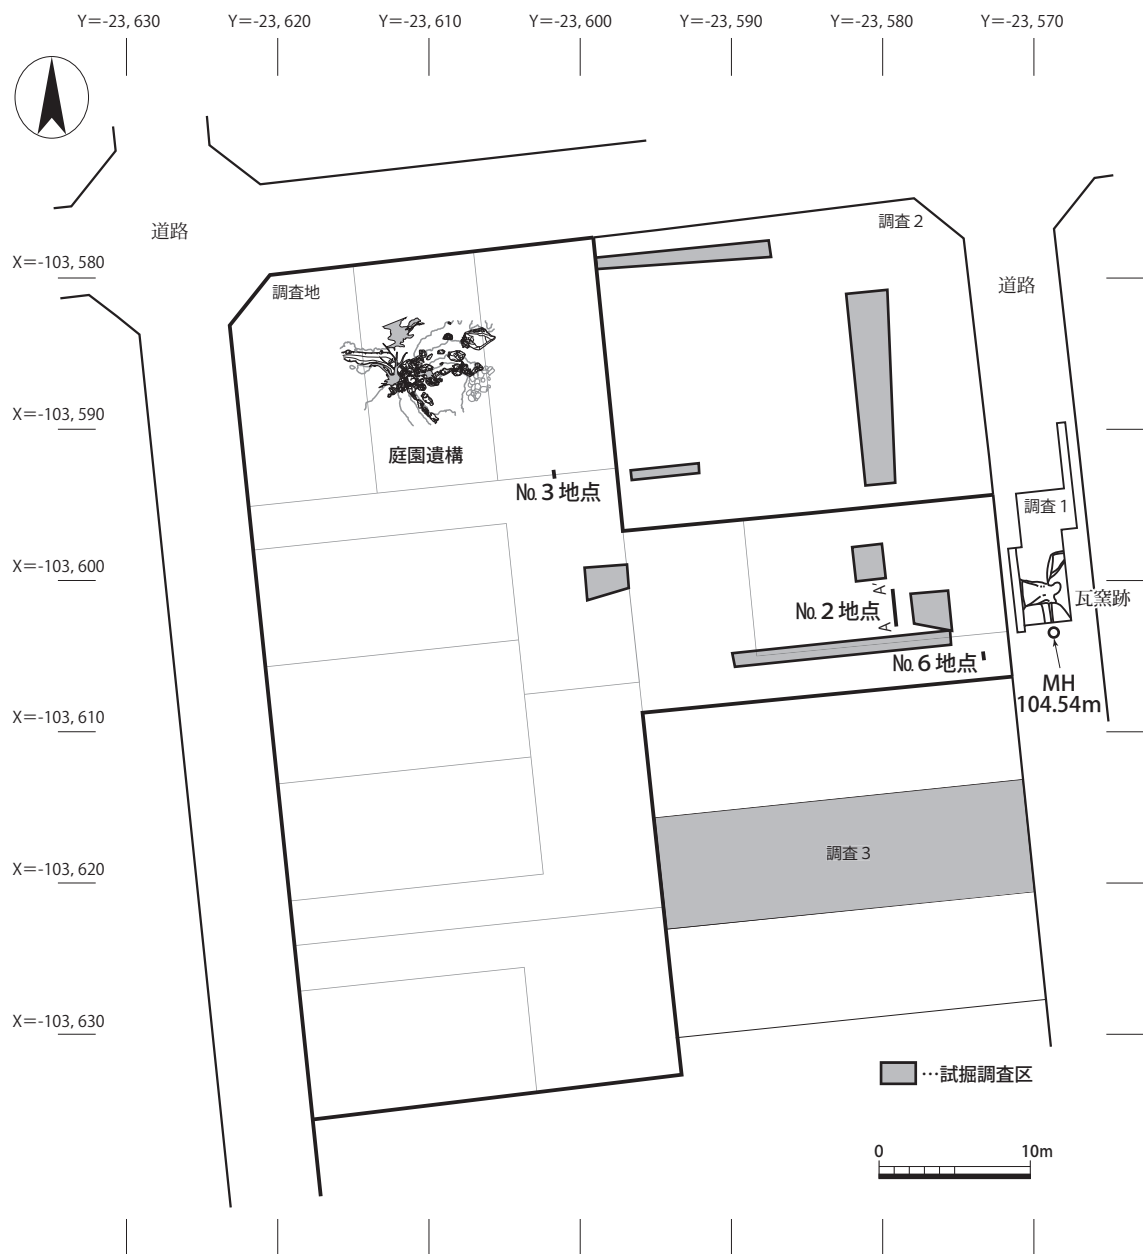 Y=-23,630
Y=-23,620
Y=-23,610
Y=-23,600
Y=-23,590
Y=-23,580
Y=-23,570
調査2
道路
X=-103,580
道路
調査地
X=-103,590
庭園遺構
No.3 地点
調査1
X=-103,600
A'
瓦窯跡
No.2 地点
A
No.6 地点
MH
104.54m
X=-103,610
調査3
X=-103,620
X=-103,630
…試掘調査区
0
10m